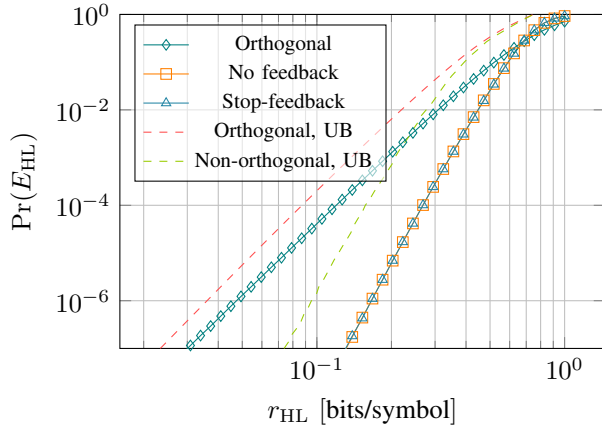 10^0
10^−2
10^−4
10^−6
Pr(E_HL)
Orthogonal
No feedback
Stop-feedback
Orthogonal, UB
Non-orthogonal, UB
10^−1
10^0
r_HL [bits/symbol]